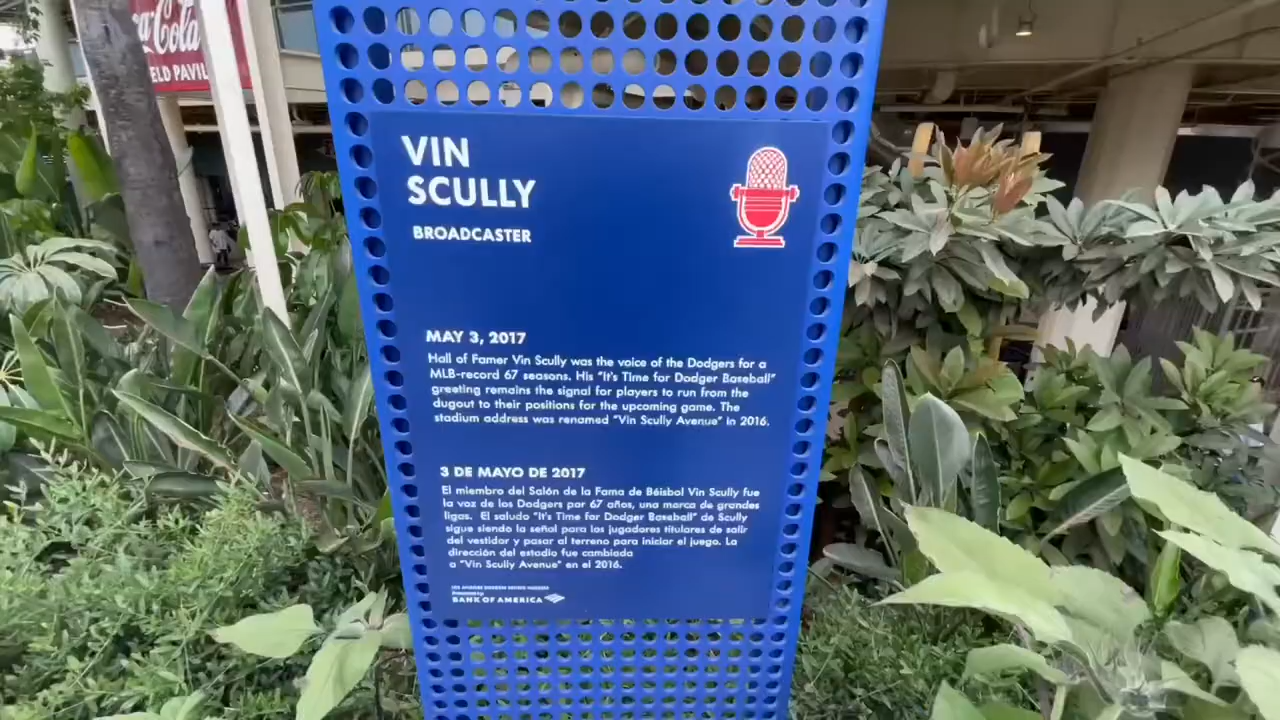 Coca-Cola
ELD PAVIL
VIN
SCULLY
BROADCASTER
MAY 3, 2017
Hall of Famer Vin Scully was the voice of the Dodgers for a
MLB-record 67 seasons. His "It's Time for Dodger Baseball"
greeting remains the signal for players to run from the
dugout to their positions for the upcoming game. The
stadium address was renamed "Vin Scully Avenue" in 2016.
3 DE MAYO DE 2017
El miembro del Salón de la Fama de Béisbol Vin Scully fue
la voz de los Dodgers por 67 años, una marca de grandes
ligas. El saludo "It's Time for Dodger Baseball" de Scully
sigue siendo la señal para los jugadores titulares de salir
del vestidor y pasar al terreno para iniciar el juego. La
dirección del estadio fue cambiada
a "Vin Scully Avenue" en el 2016.
Presented by
BANK OF AMERICA